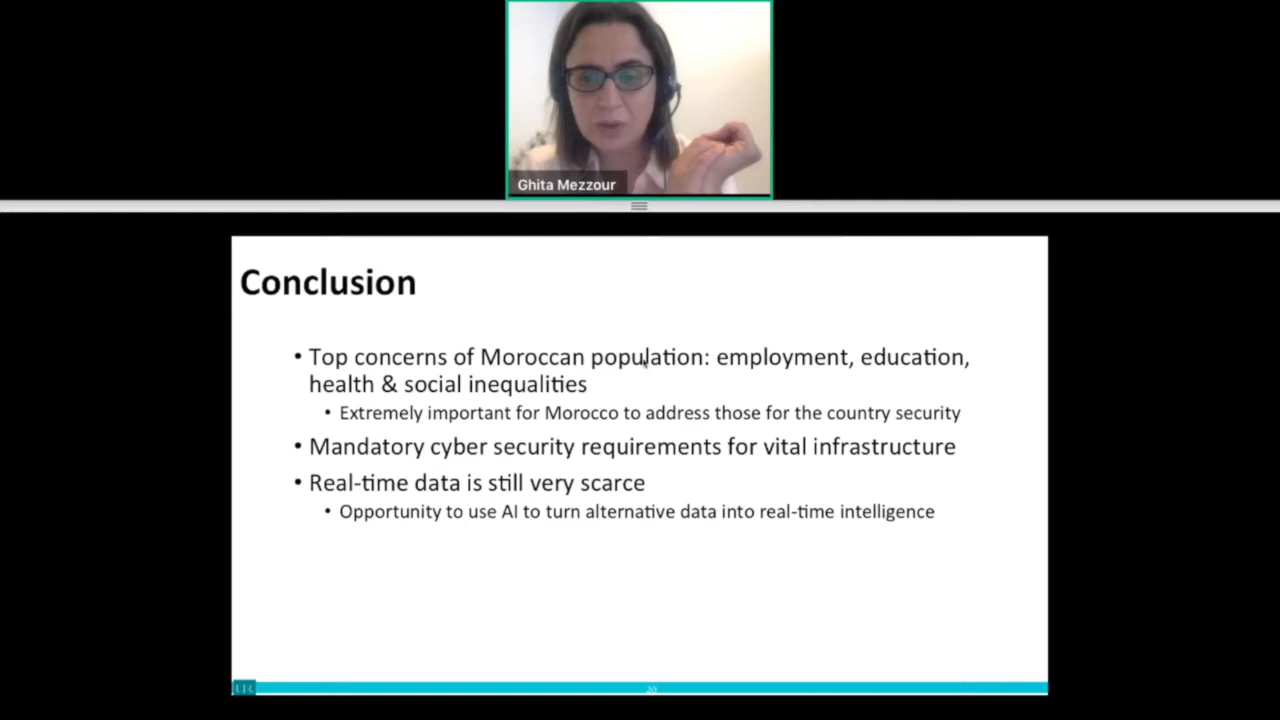 Ghita Mezzour
Conclusion
• Top concerns of Moroccan population: employment, education,
health & social inequalities
• Extremely important for Morocco to address those for the country security
• Mandatory cyber security requirements for vital infrastructure
• Real-time data is still very scarce
• Opportunity to use AI to turn alternative data into real-time intelligence
UIR
20